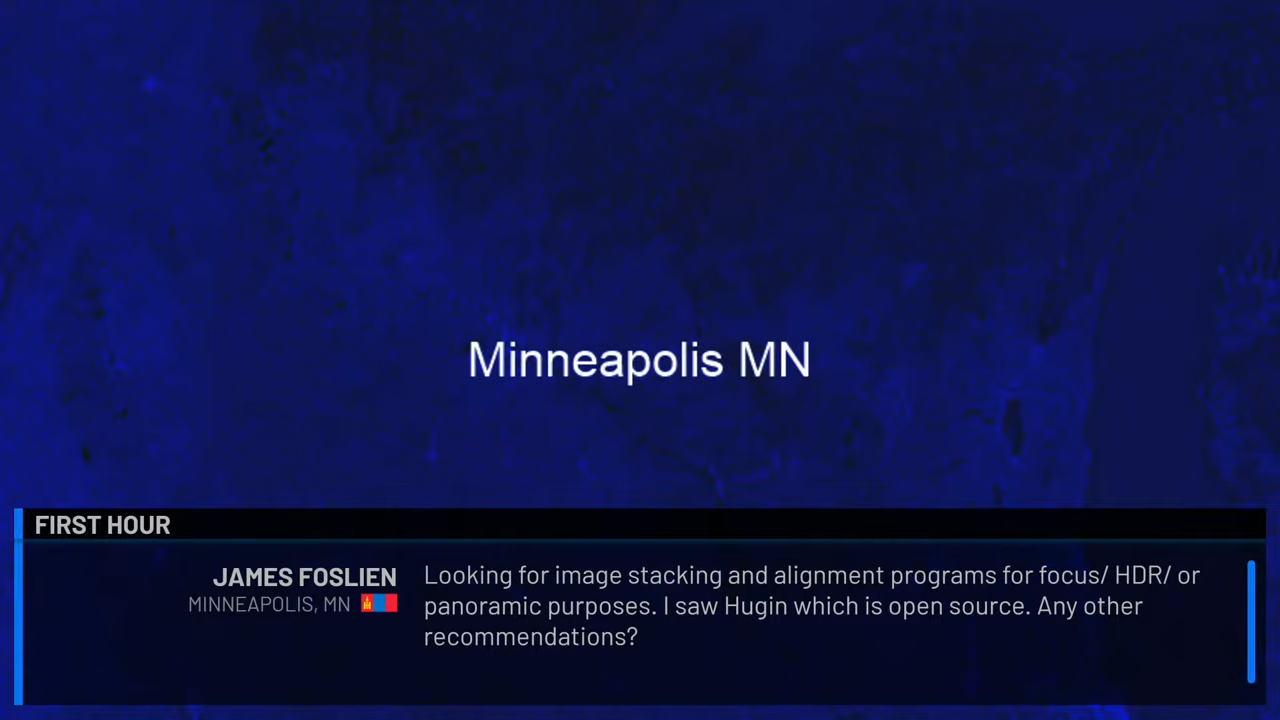 Minneapolis MN
FIRST HOUR
JAMES FOSLIEN
MINNEAPOLIS, MN
Looking for image stacking and alignment programs for focus/ HDR/ or
panoramic purposes. I saw Hugin which is open source. Any other
recommendations?